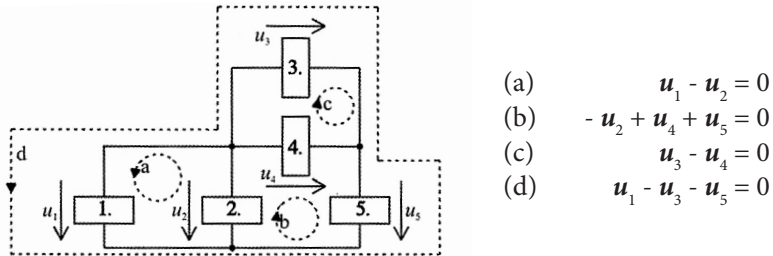 u₃
3.
c
(a) u₁ - u₂ = 0
(b) - u₂ + u₄ + u₅ = 0
(c) u₃ - u₄ = 0
(d) u₁ - u₃ - u₅ = 0
d
4.
a
u₄
u₁
1.
u₂
2.
b
5.
u₅